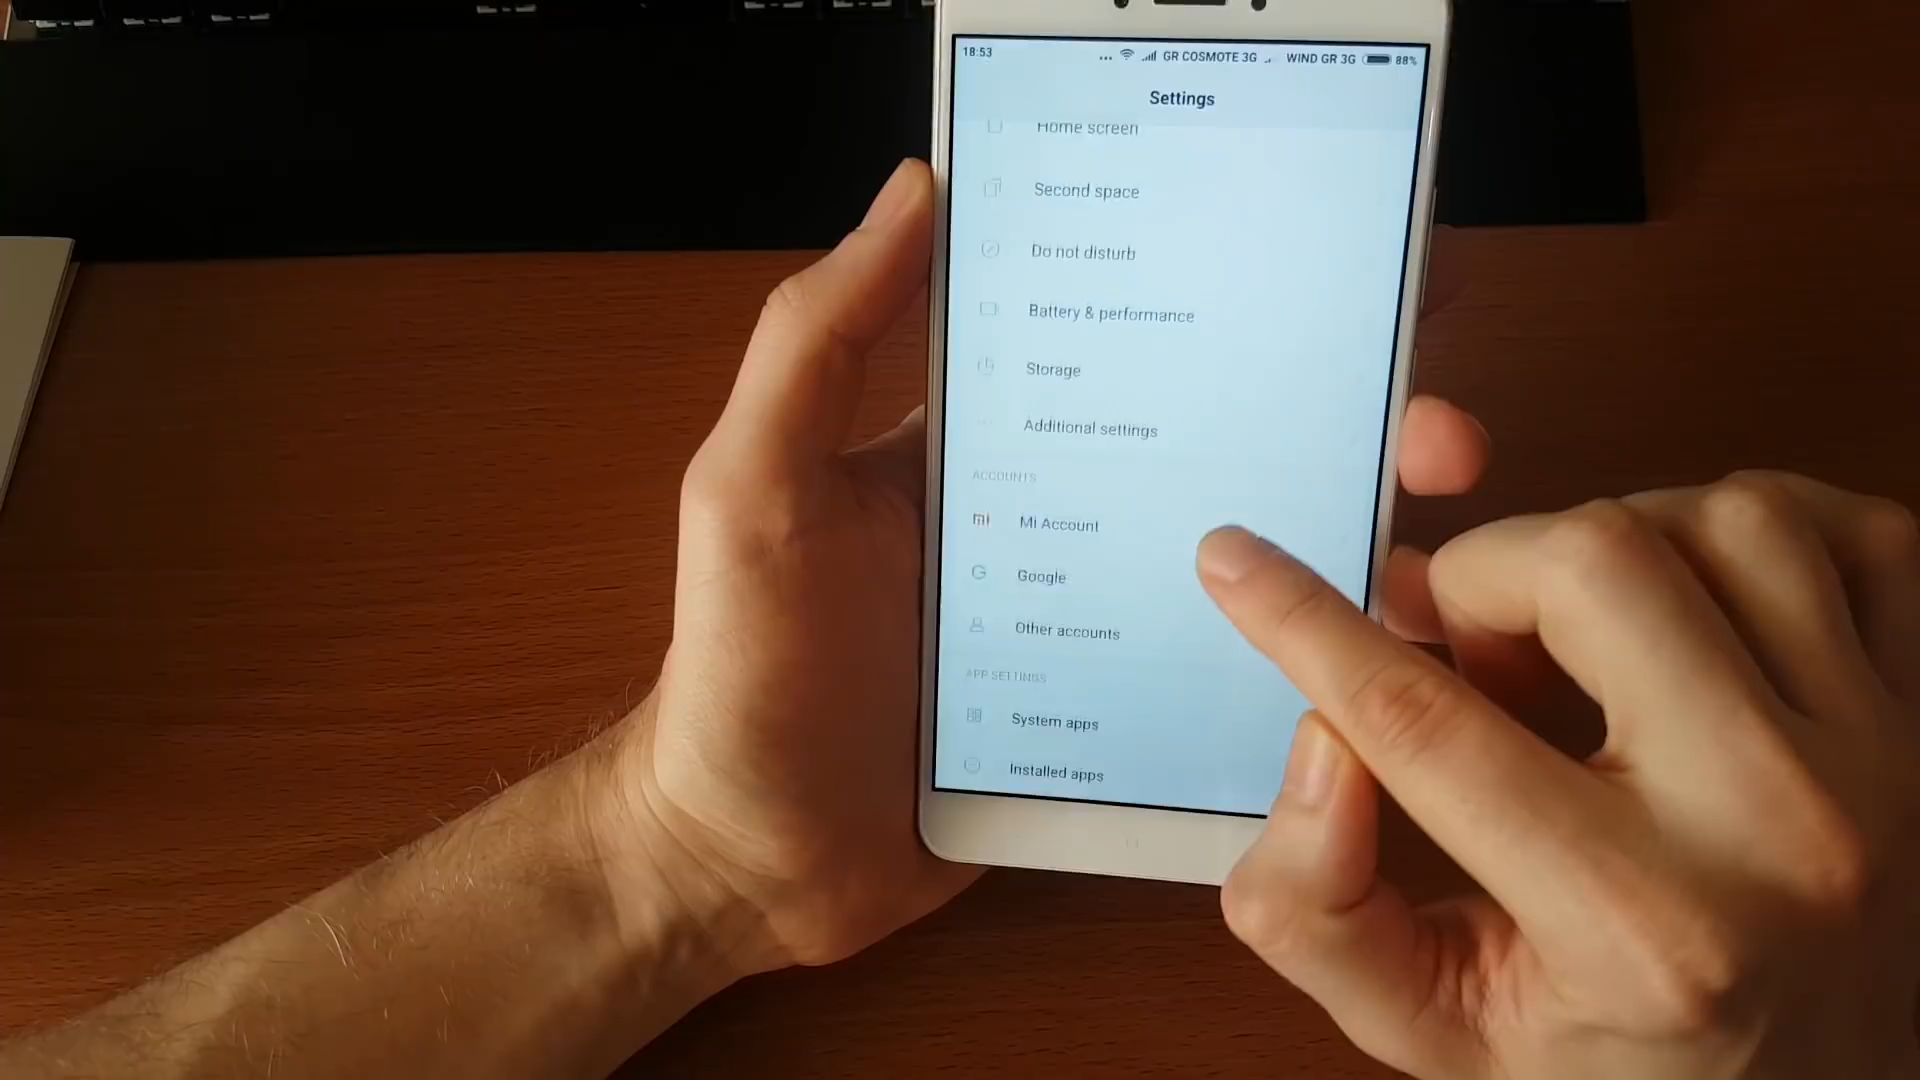 18:53 ... GR COSMOTE 3G WIND GR 3G 88%
Settings
Home screen
Second space
Do not disturb
Battery & performance
Storage
Additional settings
ACCOUNTS
mi Mi Account
G Google
Other accounts
APP SETTINGS
System apps
Installed apps